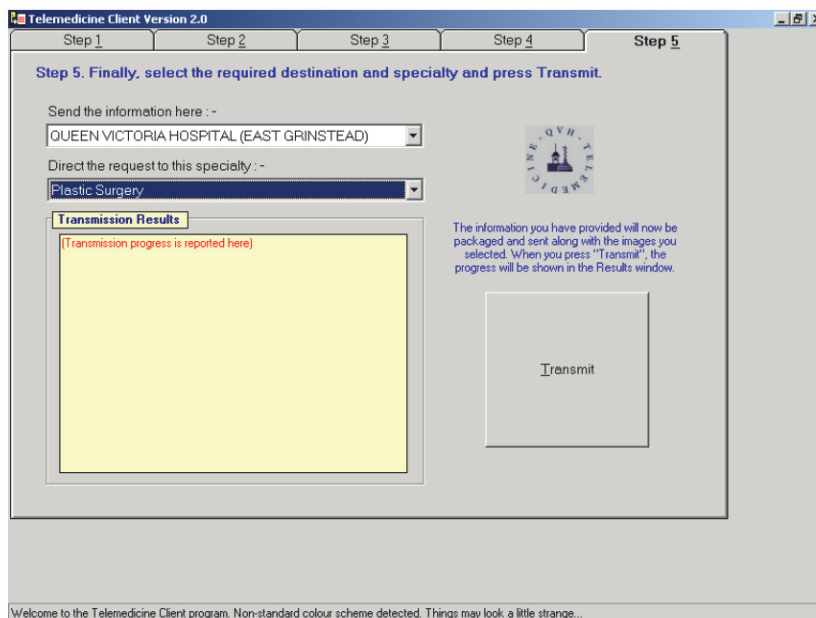 Telemedicine Client Version 2.0
Step 1 Step 2 Step 3 Step 4 Step 5
Step 5. Finally, select the required destination and specialty and press Transmit.
Send the information here : -
QUEEN VICTORIA HOSPITAL (EAST GRINSTEAD)
Direct the request to this specialty : -
Plastic Surgery
Transmission Results
(Transmission progress is reported here)
QVH TELEMEDICINE
The information you have provided will now be
packaged and sent along with the images you
selected. When you press "Transmit", the
progress will be shown in the Results window.
Transmit
Welcome to the Telemedicine Client program. Non-standard colour scheme detected. Things may look a little strange...